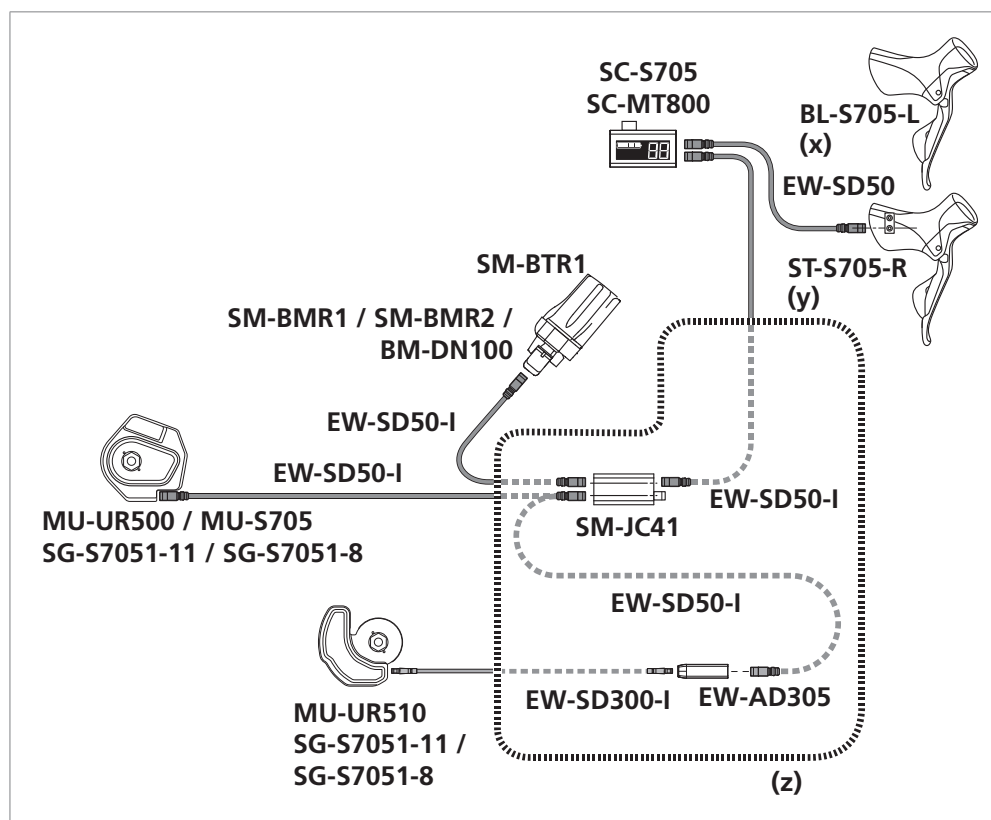 SC-S705
SC-MT800
88
BL-S705-L
(x)
EW-SD50
ST-S705-R
(y)
SM-BTR1
SM-BMR1 / SM-BMR2 /
BM-DN100
EW-SD50-I
EW-SD50-I
MU-UR500 / MU-S705
SG-S7051-11 / SG-S7051-8
SM-JC41
EW-SD50-I
EW-SD50-I
EW-SD300-I
EW-AD305
MU-UR510
SG-S7051-11 /
SG-S7051-8
(z)